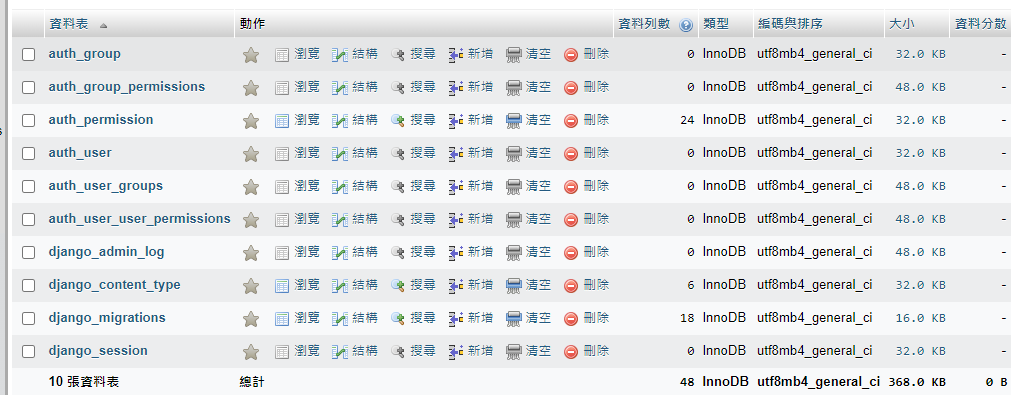 資料表 動作 資料列數 類型 編碼與排序 大小 資料分散
auth_group 瀏覽 結構 搜尋 新增 清空 刪除 0 InnoDB utf8mb4_general_ci 32.0 KB -
auth_group_permissions 瀏覽 結構 搜尋 新增 清空 刪除 0 InnoDB utf8mb4_general_ci 48.0 KB -
auth_permission 瀏覽 結構 搜尋 新增 清空 刪除 24 InnoDB utf8mb4_general_ci 32.0 KB -
auth_user 瀏覽 結構 搜尋 新增 清空 刪除 0 InnoDB utf8mb4_general_ci 32.0 KB -
auth_user_groups 瀏覽 結構 搜尋 新增 清空 刪除 0 InnoDB utf8mb4_general_ci 48.0 KB -
auth_user_user_permissions 瀏覽 結構 搜尋 新增 清空 刪除 0 InnoDB utf8mb4_general_ci 48.0 KB -
django_admin_log 瀏覽 結構 搜尋 新增 清空 刪除 0 InnoDB utf8mb4_general_ci 48.0 KB -
django_content_type 瀏覽 結構 搜尋 新增 清空 刪除 6 InnoDB utf8mb4_general_ci 32.0 KB -
django_migrations 瀏覽 結構 搜尋 新增 清空 刪除 18 InnoDB utf8mb4_general_ci 16.0 KB -
django_session 瀏覽 結構 搜尋 新增 清空 刪除 0 InnoDB utf8mb4_general_ci 32.0 KB -
10 張資料表 總計 48 InnoDB utf8mb4_general_ci 368.0 KB 0 B